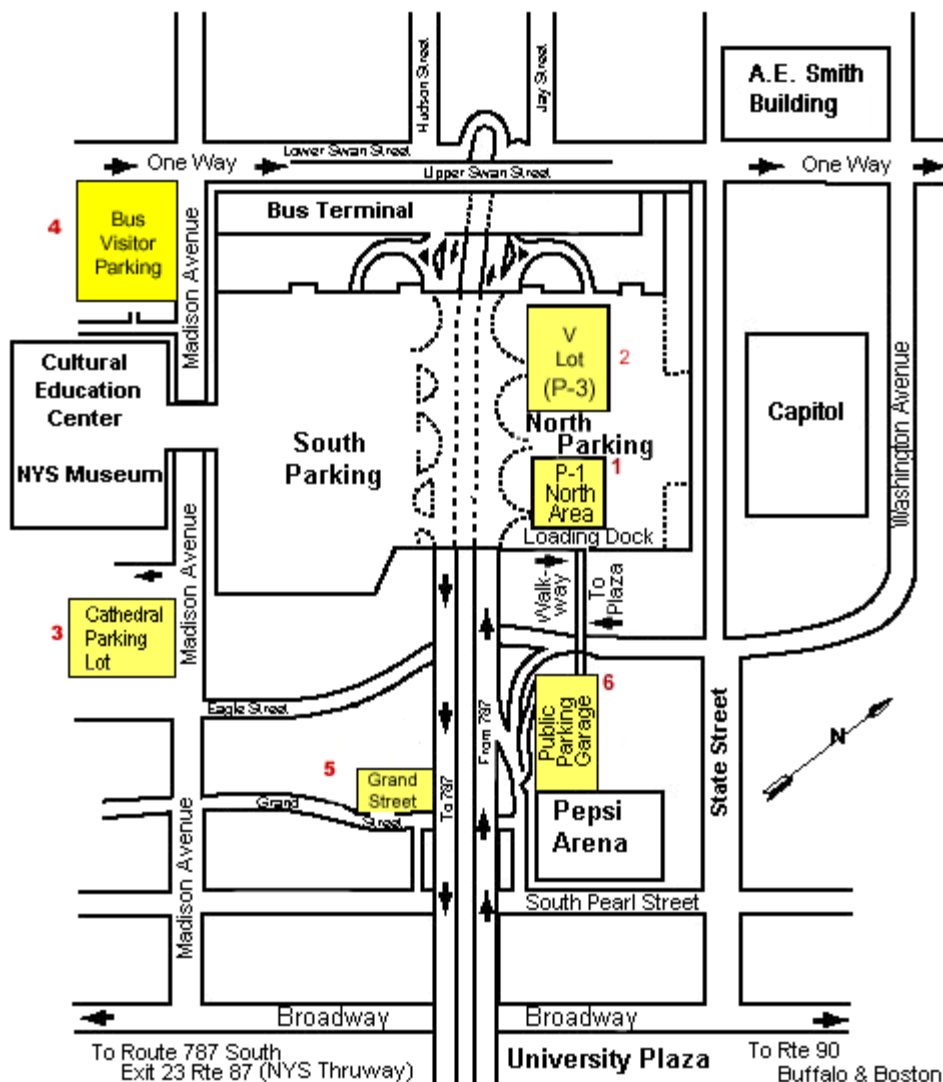 Hudson Street
Jay Street
A.E. Smith
Building
Lower Swan Street
One Way
One Way
Upper Swan Street
4
Bus
Visitor
Parking
Bus Terminal
Madison Avenue
V
Lot
(P-3)
2
Cultural
Education
Center
NYS Museum
South
Parking
North
Parking
Capitol
Washington Avenue
1
P-1
North
Area
Loading Dock
Madison Avenue
Walk-
way
To
Plaza
3
Cathedral
Parking
Lot
6
Public
Parking
Garage
Eagle Street
From 787
To 787
State Street
N
5
Grand
Street
Grand
Street
Pepsi
Arena
Madison Avenue
South Pearl Street
Broadway
Broadway
To Route 787 South
Exit 23 Rte 87 (NYS Thruway)
University Plaza
To Rte 90
Buffalo & Boston